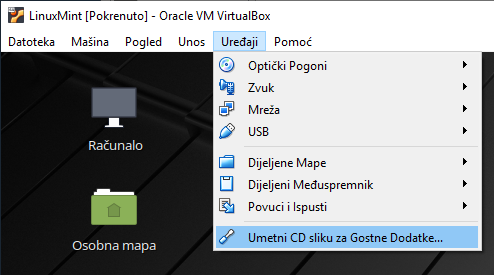 LinuxMint [Pokrenuto] - Oracle VM VirtualBox
Datoteka Mašina Pogled Unos Uređaji Pomoć
Optički Pogoni
Zvuk
Mreža
USB
Dijeljene Mape
Dijeljeni Međuspremnik
Povuci i Ispusti
Umetni CD sliku za Gostne Dodatke...
Računalo
Osobna mapa